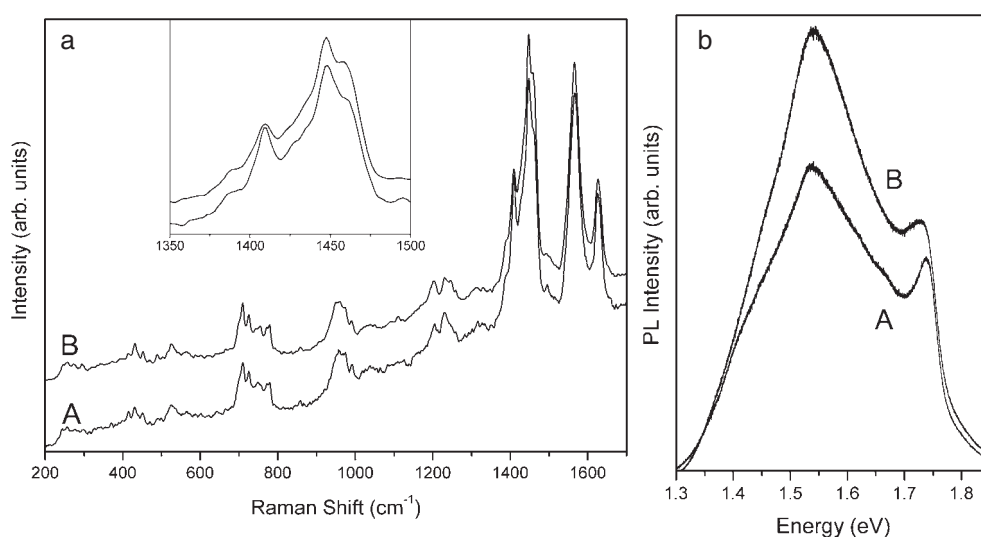 a
Intensity (arb. units)
B
A
1350
1400
1450
1500
200
400
600
800
1000
1200
1400
1600
Raman Shift (cm⁻¹)
b
PL Intensity (arb. units)
B
A
1.3
1.4
1.5
1.6
1.7
1.8
Energy (eV)